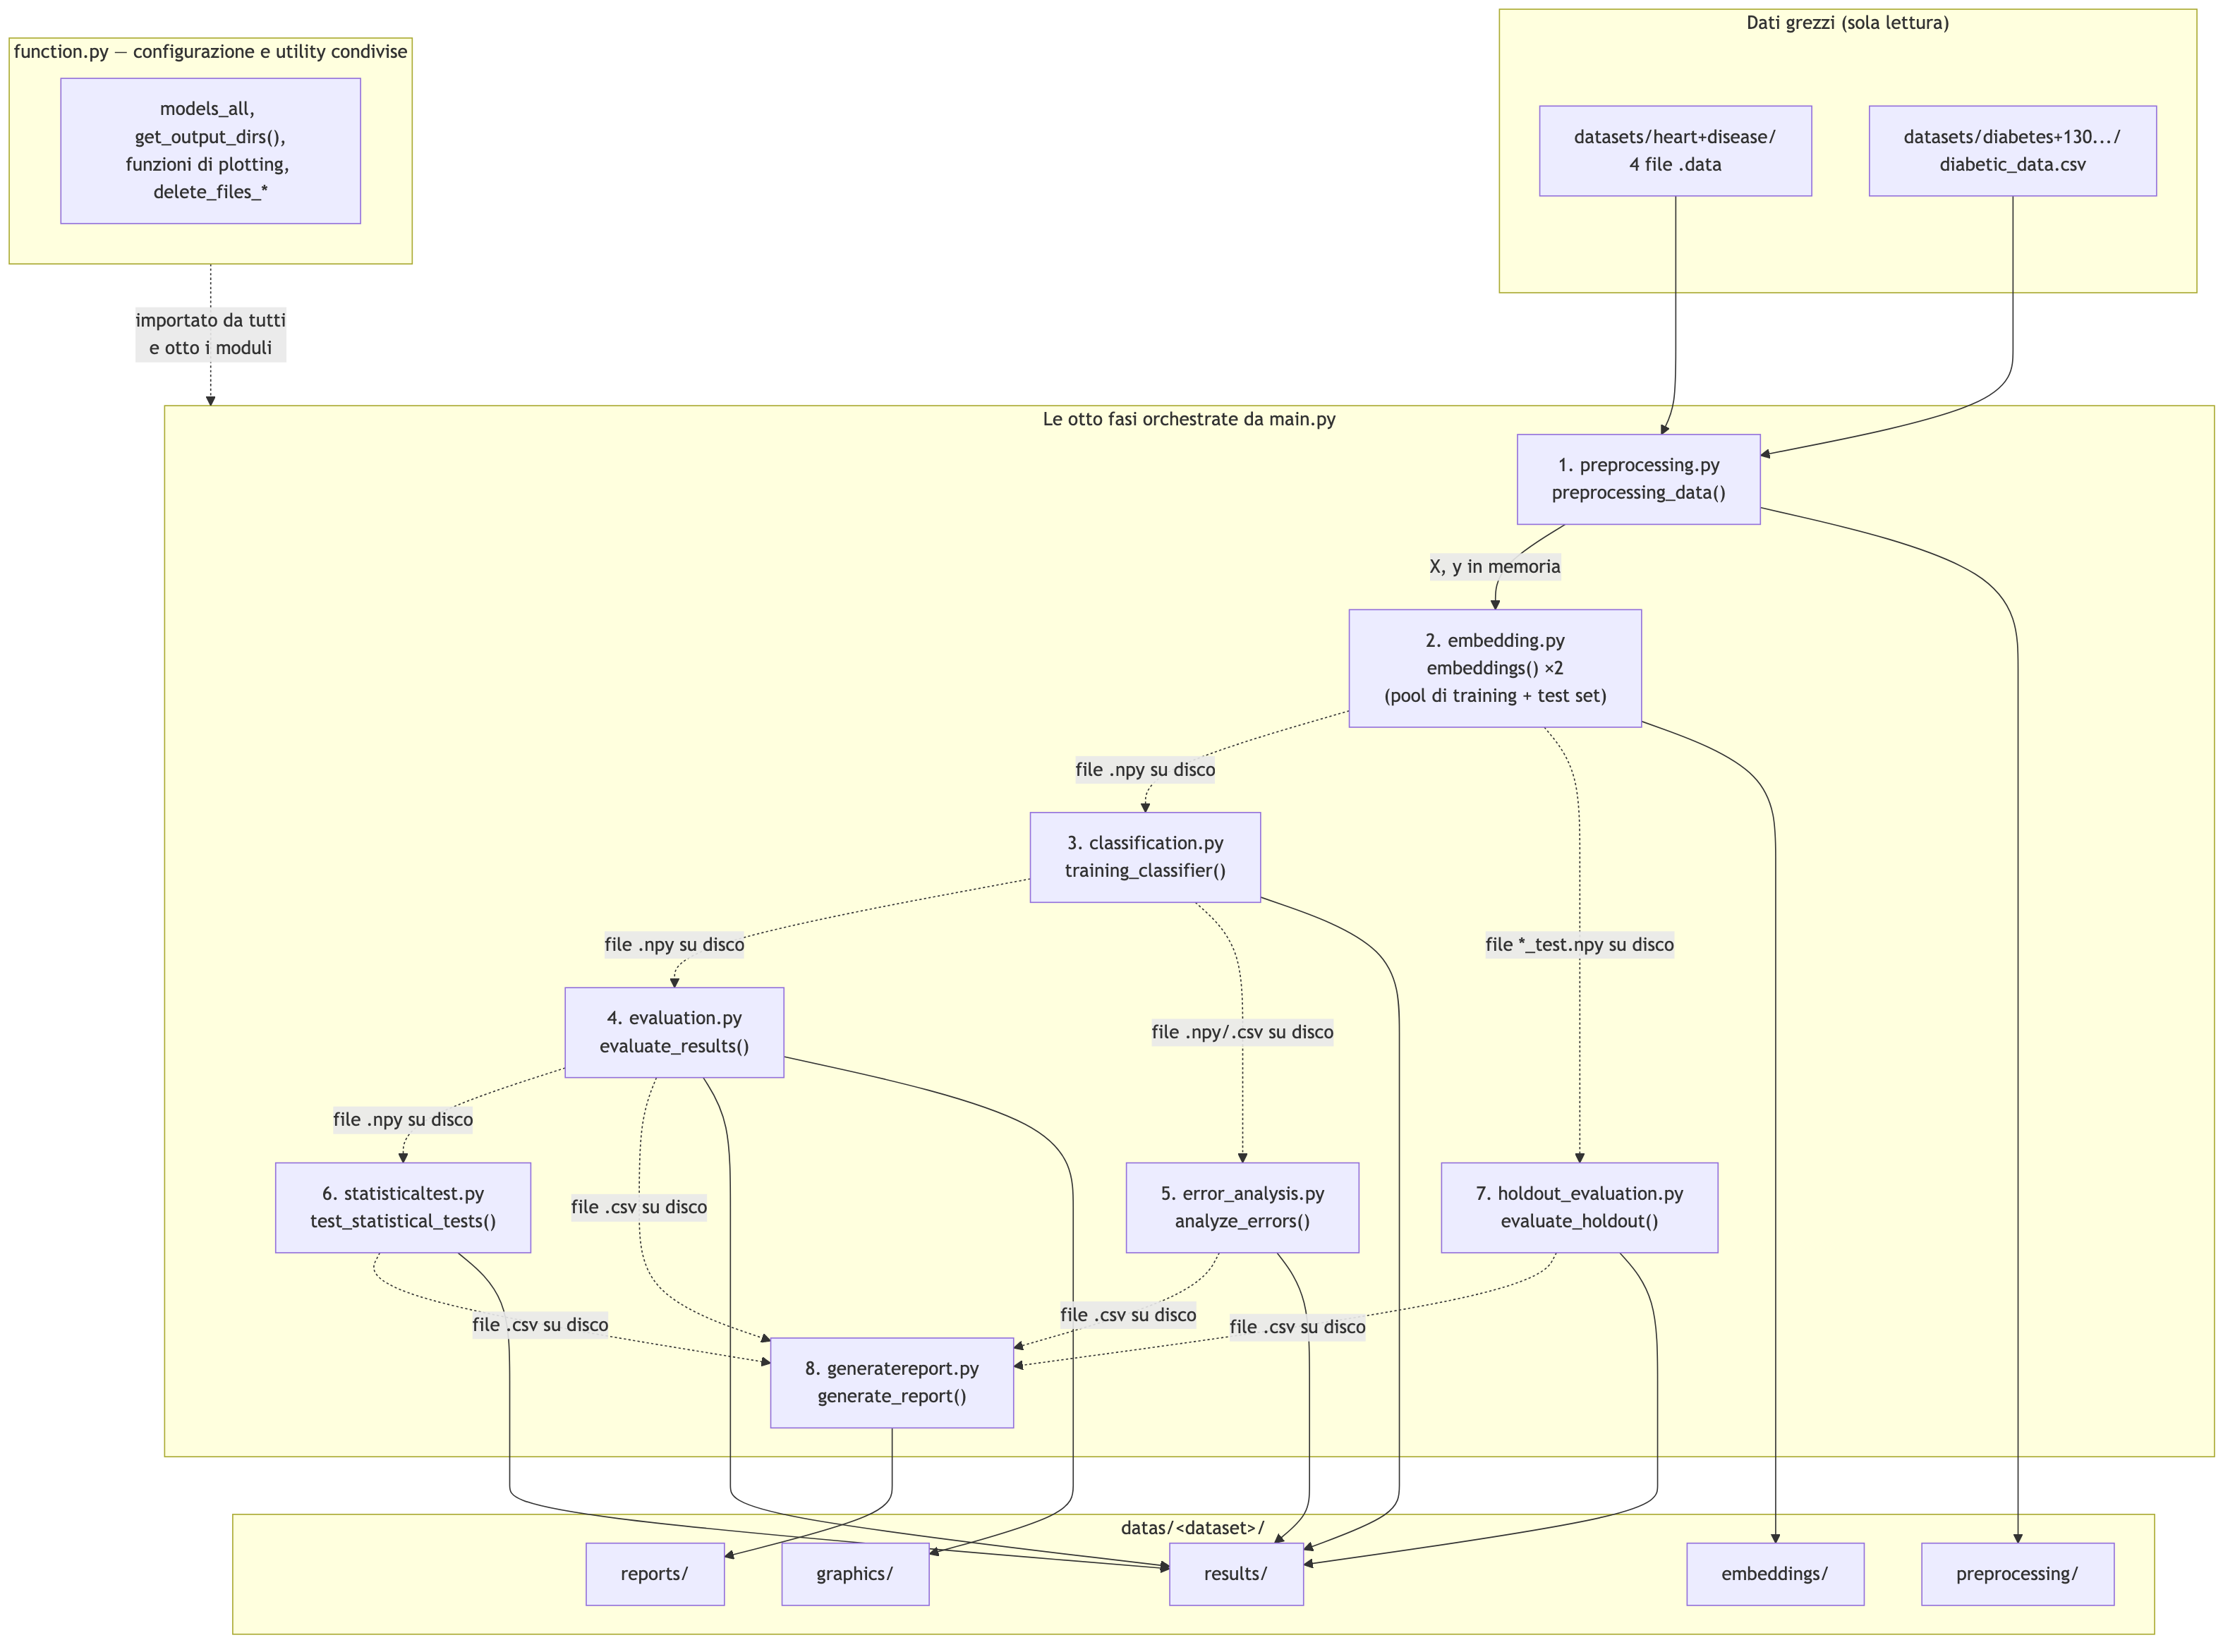 function.py — configurazione e utility condivise
models_all,
get_output_dirs(),
funzioni di plotting,
delete_files_*
Dati grezzi (sola lettura)
datasets/heart+disease/
4 file .data
datasets/diabetes+130.../
diabetic_data.csv
importato da tutti
e otto i moduli
Le otto fasi orchestrate da main.py
1. preprocessing.py
preprocessing_data()
X, y in memoria
2. embedding.py
embeddings() ×2
(pool di training + test set)
file .npy su disco
3. classification.py
training_classifier()
file .npy su disco
file *_test.npy su disco
4. evaluation.py
evaluate_results()
file .npy/.csv su disco
file .npy su disco
6. statisticaltest.py
test_statistical_tests()
file .csv su disco
5. error_analysis.py
analyze_errors()
7. holdout_evaluation.py
evaluate_holdout()
file .csv su disco
file .csv su disco
file .csv su disco
8. generatereport.py
generate_report()
datas/<dataset>/
reports/
graphics/
results/
embeddings/
preprocessing/